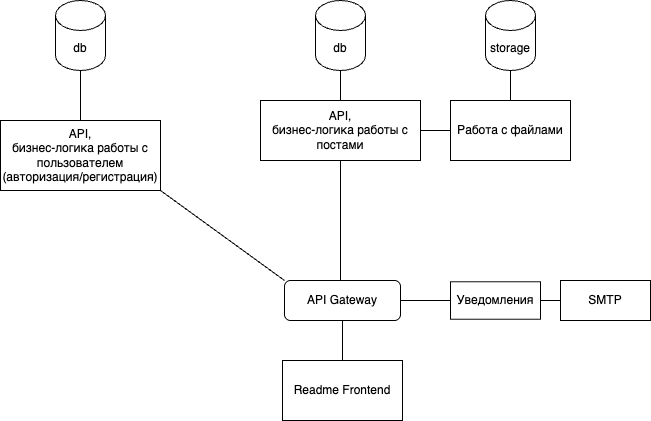 db
db
storage
API,
бизнес-логика работы с
пользователем
(авторизация/регистрация)
API,
бизнес-логика работы с
постами
Работа с файлами
API Gateway
Уведомления
SMTP
Readme Frontend